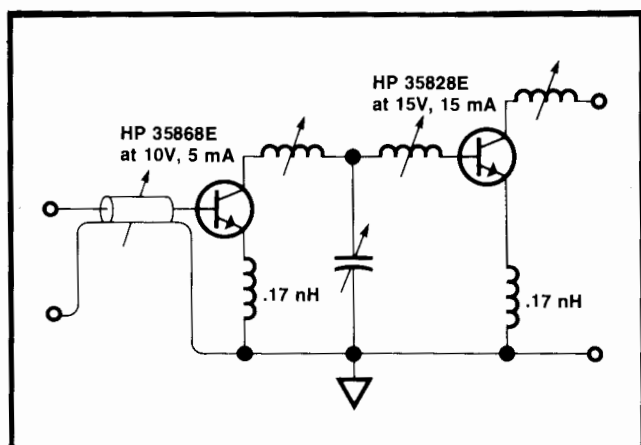 HP 35828E
at 15V, 15 mA
HP 35868E
at 10V, 5 mA
.17 nH
.17 nH